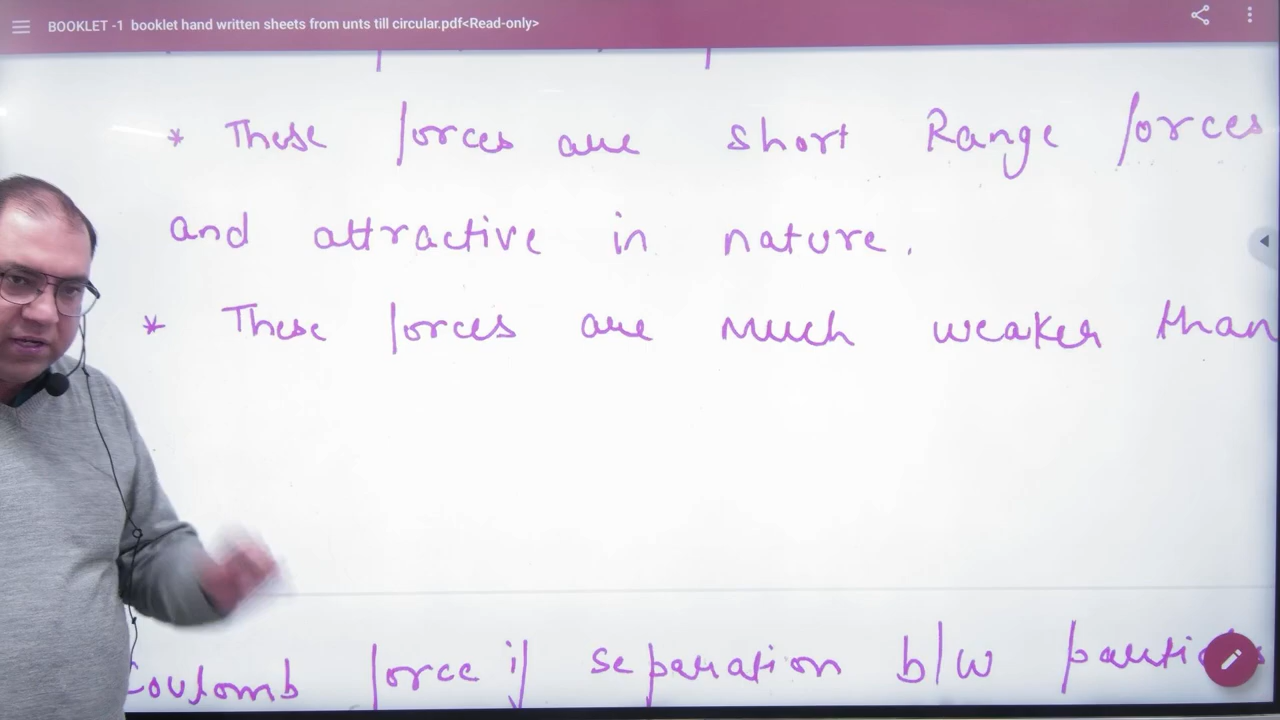 BOOKLET -1 booklet hand written sheets from unts till circular.pdf<Read-only>
* These forces are short Range forces
and attractive in nature.
* These forces are much weaker than
Coulomb force if separation b/w